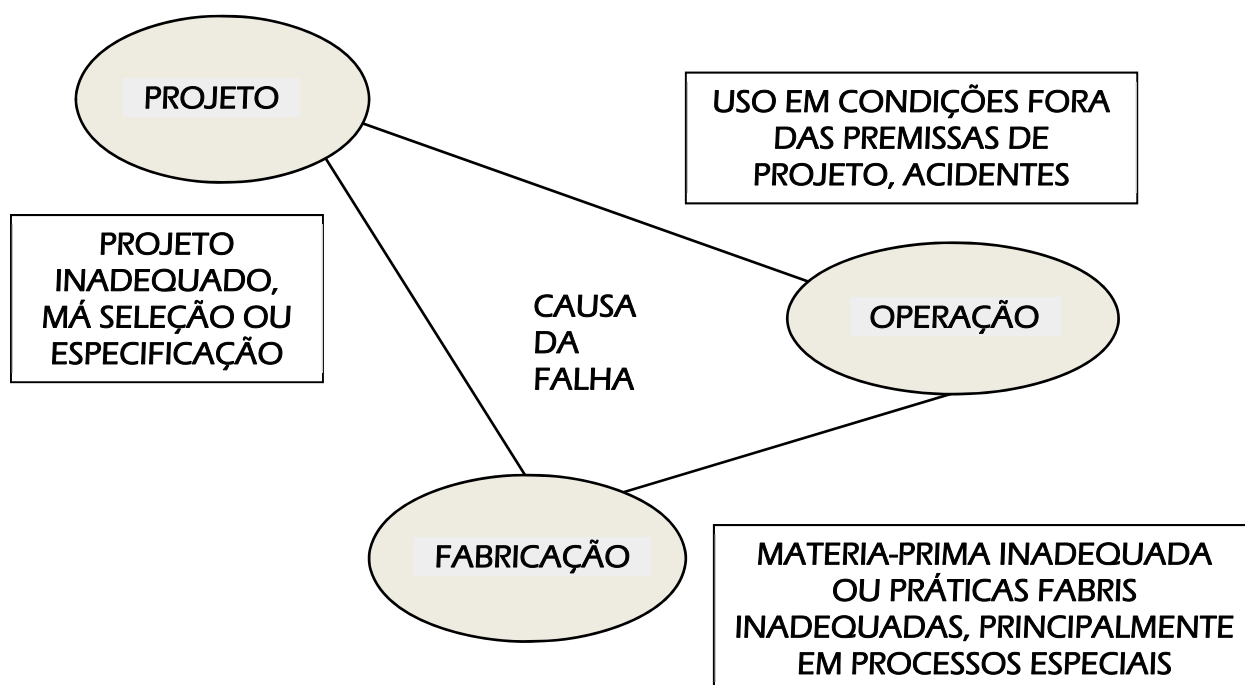 PROJETO
USO EM CONDIÇÕES FORA
DAS PREMISSAS DE
PROJETO, ACIDENTES
PROJETO
INADEQUADO,
MÁ SELEÇÃO OU
ESPECIFICAÇÃO
CAUSA
DA
FALHA
OPERAÇÃO
FABRICAÇÃO
MATERIA-PRIMA INADEQUADA
OU PRÁTICAS FABRIS
INADEQUADAS, PRINCIPALMENTE
EM PROCESSOS ESPECIAIS